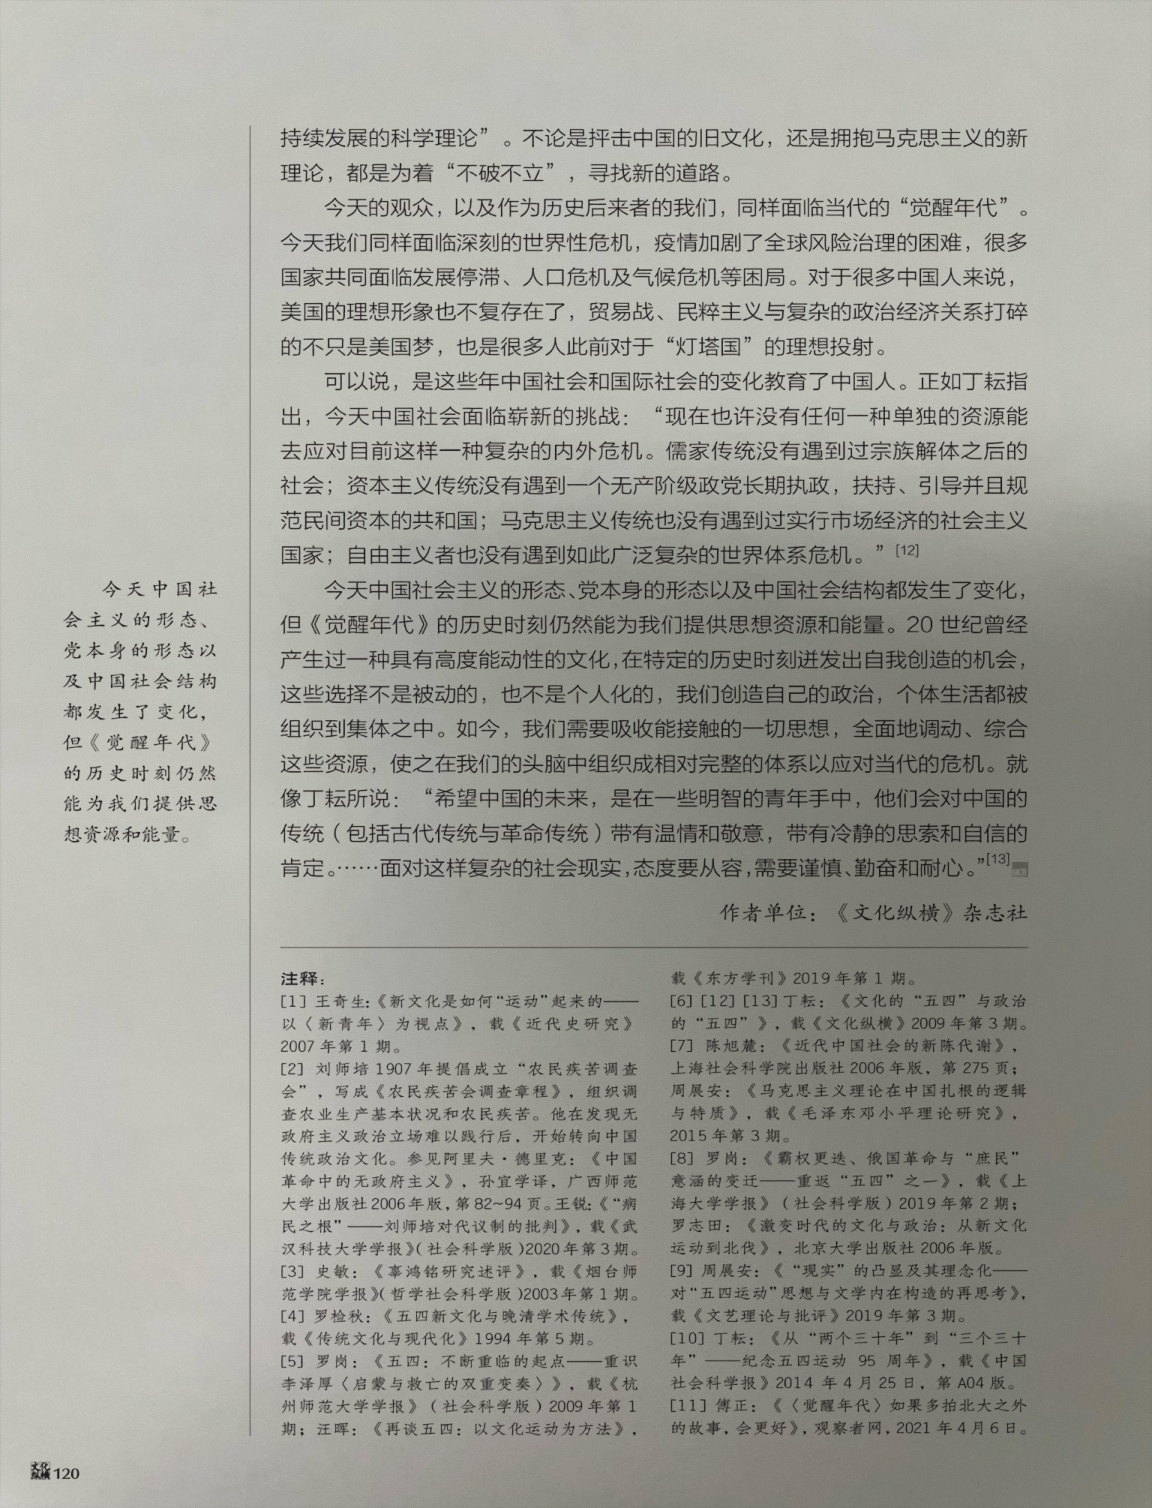 持续发展的科学理论”。不论是抨击中国的旧文化，还是拥抱马克思主义的新
理论，都是为着“不破不立”，寻找新的道路。
今天的观众，以及作为历史后来者的我们，同样面临当代的“觉醒年代”。
今天我们同样面临深刻的世界性危机，疫情加剧了全球风险治理的困难，很多
国家共同面临发展停滞、人口危机及气候危机等困局。对于很多中国人来说，
美国的理想形象也不复存在了，贸易战、民粹主义与复杂的政治经济关系打碎
的不只是美国梦，也是很多人此前对于“灯塔国”的理想投射。
可以说，是这些年中国社会和国际社会的变化教育了中国人。正如丁耘指
出，今天中国社会面临崭新的挑战：“现在也许没有任何一种单独的资源能
去应对目前这样一种复杂的内外危机。儒家传统没有遇到过宗族解体之后的
社会；资本主义传统没有遇到一个无产阶级政党长期执政，扶持、引导并且规
范民间资本的共和国；马克思主义传统也没有遇到过实行市场经济的社会主义
国家；自由主义者也没有遇到如此广泛复杂的世界体系危机。”[12]
今天中国社会主义的形态、党本身的形态以及中国社会结构都发生了变化，
但《觉醒年代》的历史时刻仍然能为我们提供思想资源和能量。20 世纪曾经
产生过一种具有高度能动性的文化，在特定的历史时刻迸发出自我创造的机会，
这些选择不是被动的，也不是个人化的，我们创造自己的政治，个体生活都被
组织到集体之中。如今，我们需要吸收能接触的一切思想，全面地调动、综合
这些资源，使之在我们的头脑中组织成相对完整的体系以应对当代的危机。就
像丁耘所说：“希望中国的未来，是在一些明智的青年手中，他们会对中国的
传统（包括古代传统与革命传统）带有温情和敬意，带有冷静的思索和自信的
肯定。……面对这样复杂的社会现实，态度要从容，需要谨慎、勤奋和耐心。”[13]
作者单位：《文化纵横》杂志社
今天中国社
会主义的形态、
党本身的形态以
及中国社会结构
都发生了变化，
但《觉醒年代》
的历史时刻仍然
能为我们提供思
想资源和能量。
注释：
[1] 王奇生：《新文化是如何“运动”起来的——
以〈新青年〉为视点》，载《近代史研究》
2007 年第 1 期。
[2] 刘师培 1907 年提倡成立“农民疾苦调查
会”，写成《农民疾苦会调查章程》，组织调
查农业生产基本状况和农民疾苦。他在发现无
政府主义政治立场难以践行后，开始转向中国
传统政治文化。参见阿里夫·德里克：《中国
革命中的无政府主义》，孙宜学译，广西师范
大学出版社2006年版，第82~94 页。王锐：《“病
民之根”——刘师培对代议制的批判》，载《武
汉科技大学学报》（社会科学版）2020年第3期。
[3] 史敏：《辜鸿铭研究述评》，载《烟台师
范学院学报》（哲学社会科学版）2003年第1期。
[4] 罗检秋：《五四新文化与晚清学术传统》，
载《传统文化与现代化》1994 年第 5 期。
[5] 罗岗：《五四：不断重临的起点——重识
李泽厚〈启蒙与救亡的双重变奏〉》，载《杭
州师范大学学报》（社会科学版）2009 年第 1
期；汪晖：《再谈五四：以文化运动为方法》，
载《东方学刊》2019 年第 1 期。
[6] [12] [13]丁耘：《文化的“五四”与政治
的“五四”》，载《文化纵横》2009 年第 3 期。
[7] 陈旭麓：《近代中国社会的新陈代谢》，
上海社会科学院出版社 2006 年版，第 275 页；
周展安：《马克思主义理论在中国扎根的逻辑
与特质》，载《毛泽东邓小平理论研究》，
2015 年第 3 期。
[8] 罗岗：《霸权更迭、俄国革命与“庶民”
意涵的变迁——重返“五四”之一》，载《上
海大学学报》（社会科学版）2019 年第 2 期；
罗志田：《激变时代的文化与政治：从新文化
运动到北伐》，北京大学出版社 2006 年版。
[9] 周展安：《“现实”的凸显及其理念化——
对“五四运动”思想与文学内在构造的再思考》，
载《文艺理论与批评》2019 年第 3 期。
[10] 丁耘：《从“两个三十年”到“三个三十
年”——纪念五四运动 95 周年》，载《中国
社会科学报》2014 年 4 月 25 日，第 A04 版。
[11] 傅正：《〈觉醒年代〉如果多拍北大之外
的故事，会更好》，观察者网，2021 年 4 月 6 日。
文化
纵横 120